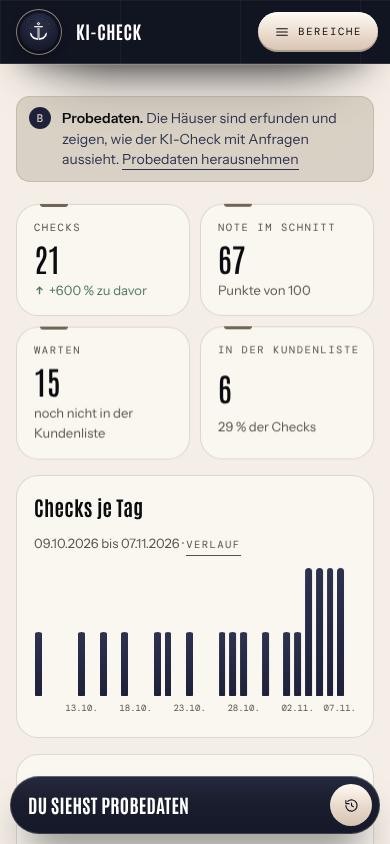 KI-CHECK
BEREICHE
B
Probedaten. Die Häuser sind erfunden und
zeigen, wie der KI-Check mit Anfragen
aussieht. Probedaten herausnehmen
CHECKS
21
↑ +600 % zu davor
NOTE IM SCHNITT
67
Punkte von 100
WARTEN
15
noch nicht in der
Kundenliste
IN DER KUNDENLISTE
6
29 % der Checks
Checks je Tag
09.10.2026 bis 07.11.2026 · VERLAUF
13.10. 18.10. 23.10. 28.10. 02.11. 07.11.
DU SIEHST PROBEDATEN